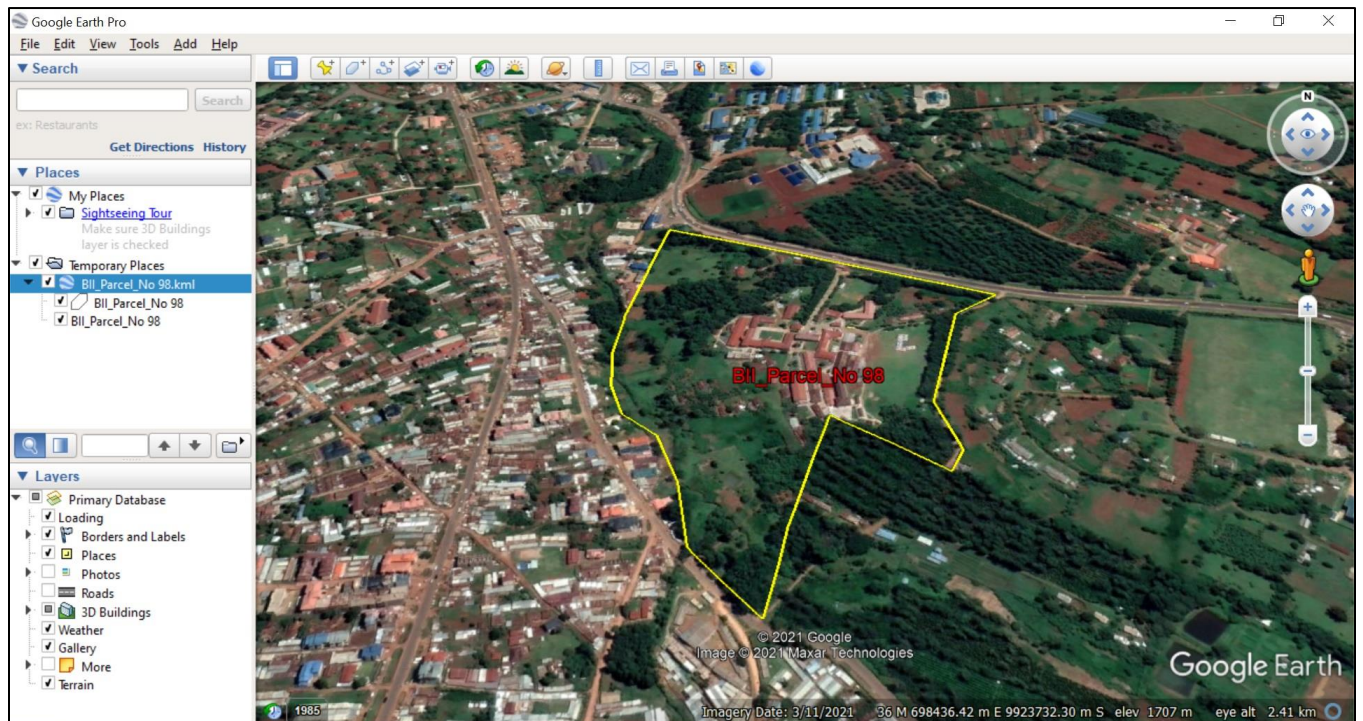 Google Earth Pro
File Edit View Tools Add Help
Search
Search
ex: Restaurants
Get Directions History
Places
My Places
Sightseeing Tour
Make sure 3D Buildings
layer is checked
Temporary Places
BII_Parcel_No 98.kml
BII_Parcel_No 98
BII_Parcel_No 98
Layers
Primary Database
Loading
Borders and Labels
Places
Photos
Roads
3D Buildings
Weather
Gallery
More
Terrain
N
BII_Parcel_No 98
© 2021 Google
Image © 2021 Maxar Technologies
Google Earth
1985
Imagery Date: 3/11/2021 36 M 698436.42 m E 9923732.30 m S elev 1707 m eye alt 2.41 km